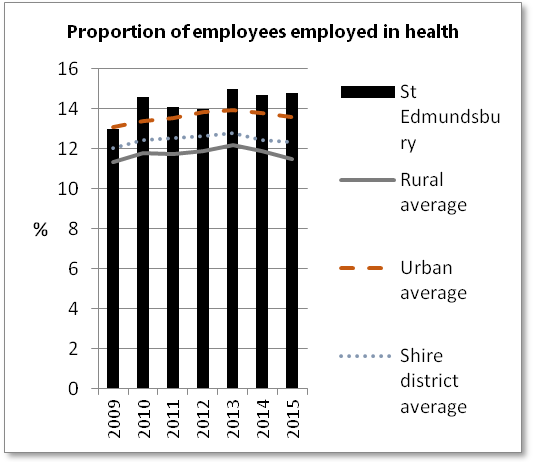 Proportion of employees employed in health
16
14
12
10
8
6
4
2
0
%
2009
2010
2011
2012
2013
2014
2015
St
Edmundsbu
ry
Rural
average
Urban
average
Shire
district
average